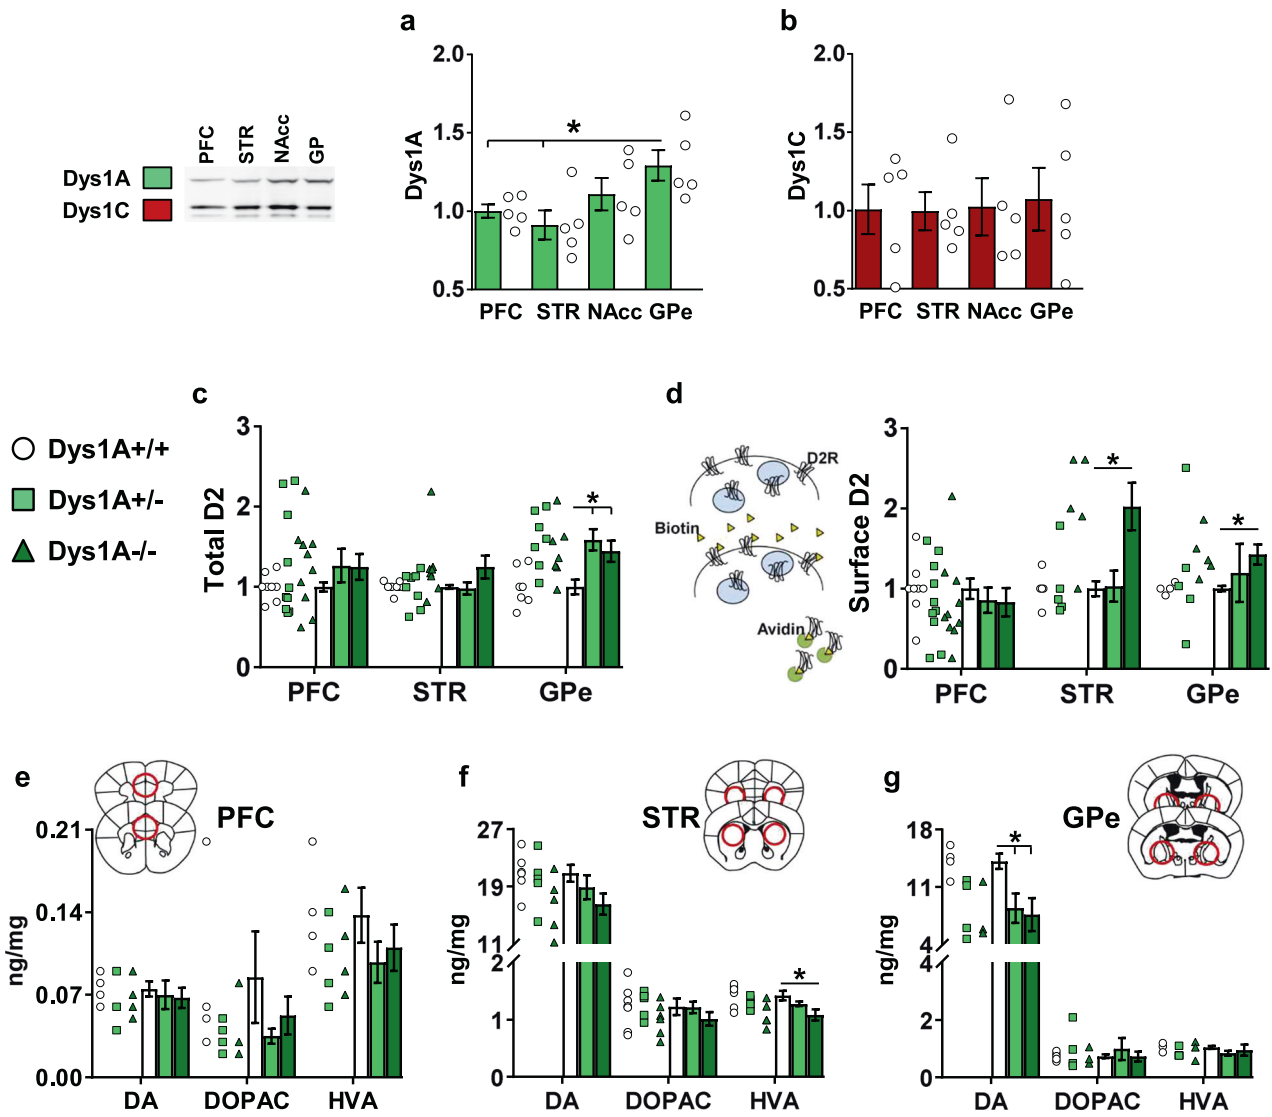 a
b
PFC STR NAcc GP
Dys1A
Dys1C
Dys1A
2.0
1.5
1.0
0.5
PFC STR NAcc GPe
*
Dys1C
2.0
1.5
1.0
0.5
PFC STR NAcc GPe
c
d
Dys1A+/+
Dys1A+/-
Dys1A-/-
Total D2
3
2
1
0
*
PFC STR GPe
D2R
Biotin
Avidin
Surface D2
3
2
1
0
* *
PFC STR GPe
e
PFC
ng/mg
0.21
0.14
0.07
0.00
DA DOPAC HVA
f
STR
ng/mg
27
19
11
2
1
0
*
DA DOPAC HVA
g
GPe
ng/mg
18
11
4
4
2
0
*
DA DOPAC HVA